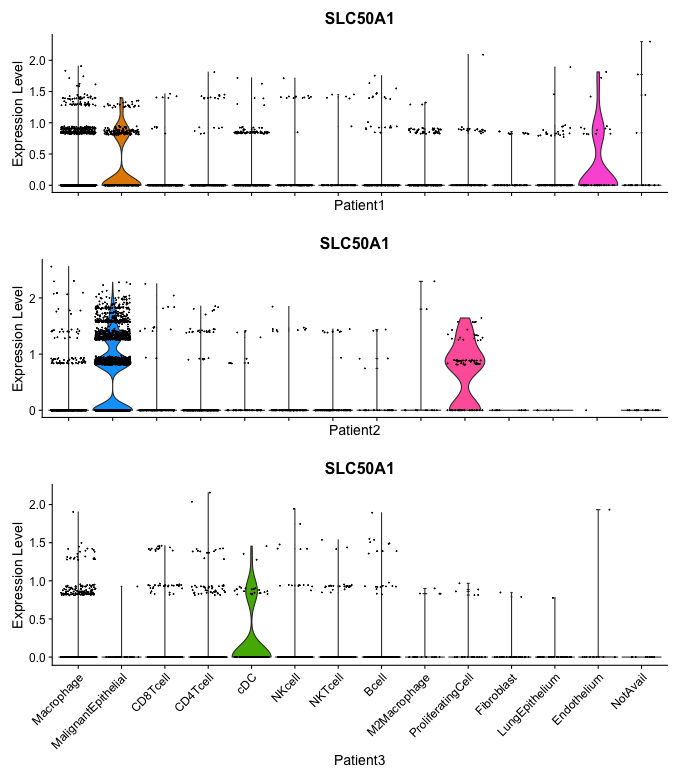 SLC50A1
Expression Level
2.0
1.5
1.0
0.5
0.0
Patient1
SLC50A1
Expression Level
2
1
0
Patient2
SLC50A1
Expression Level
2.0
1.5
1.0
0.5
0.0
Macrophage
MalignantEpithelial
CD8Tcell
CD4Tcell
cDC
NKcell
NKTcell
Bcell
M2Macrophage
ProliferatingCell
Fibroblast
LungEpithelium
Endothelium
NotAvail
Patient3